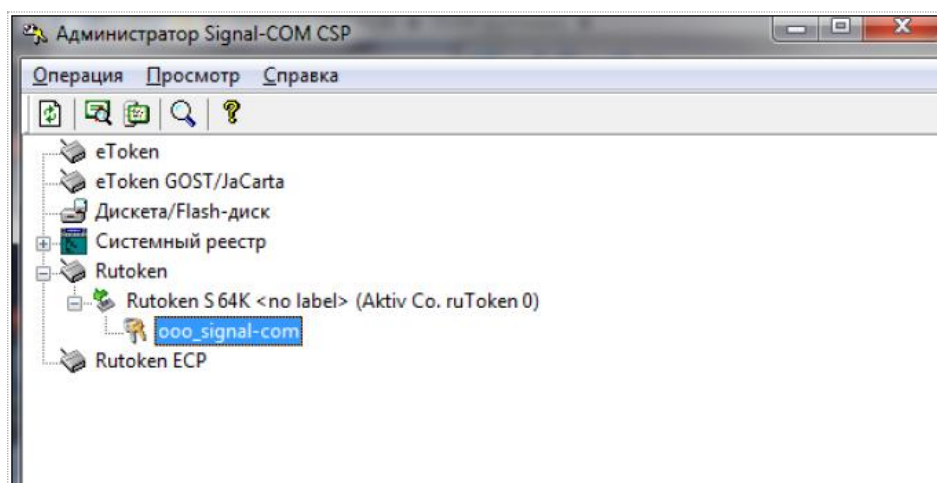 Администратор Signal-COM CSP
Операция Просмотр Справка
eToken
eToken GOST/JaCarta
Дискета/Flash-диск
Системный реестр
Rutoken
Rutoken S 64K <no label> (Aktiv Co. ruToken 0)
ooo_signal-com
Rutoken ECP